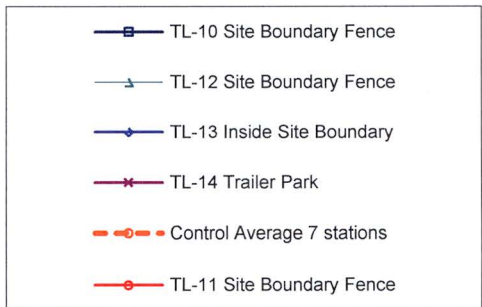 TL-10 Site Boundary Fence
TL-12 Site Boundary Fence
TL-13 Inside Site Boundary
TL-14 Trailer Park
Control Average 7 stations
TL-11 Site Boundary Fence